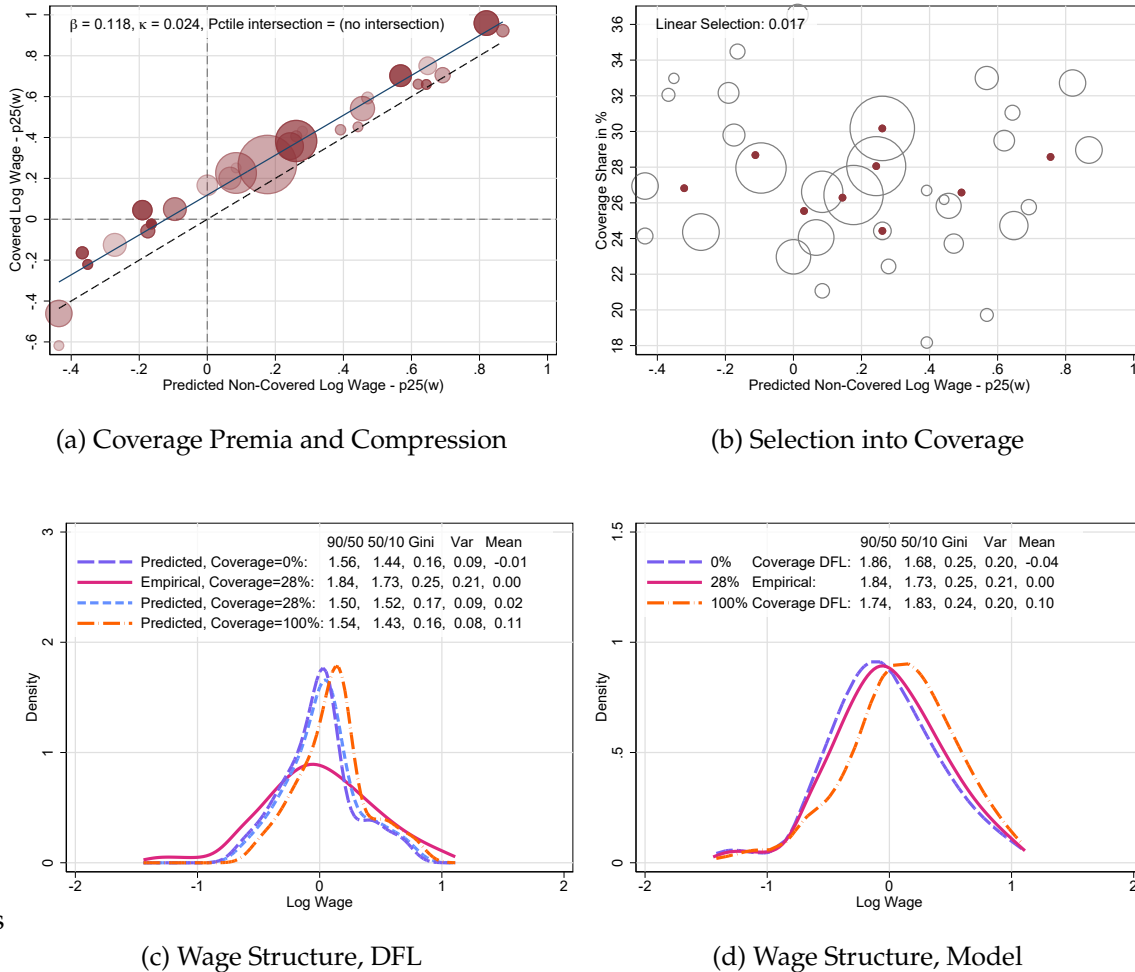 β = 0.118, κ = 0.024, Pctile intersection = (no intersection)
Covered Log Wage - p25(w)
1
.8
.6
.4
.2
0
-.2
-.4
-.6
-.4
-.2
0
.2
.4
.6
.8
1
Predicted Non-Covered Log Wage - p25(w)
(a) Coverage Premia and Compression
Linear Selection: 0.017
Coverage Share in %
36
34
32
30
28
26
24
22
20
18
-.4
-.2
0
.2
.4
.6
.8
1
Predicted Non-Covered Log Wage - p25(w)
(b) Selection into Coverage
90/50 50/10 Gini Var Mean
Predicted, Coverage=0%: 1.56, 1.44, 0.16, 0.09, -0.01
Empirical, Coverage=28%: 1.84, 1.73, 0.25, 0.21, 0.00
Predicted, Coverage=28%: 1.50, 1.52, 0.17, 0.09, 0.02
Predicted, Coverage=100%: 1.54, 1.43, 0.16, 0.08, 0.11
Density
3
2
1
0
-2
-1
0
1
2
Log Wage
s
(c) Wage Structure, DFL
90/50 50/10 Gini Var Mean
0% Coverage DFL: 1.86, 1.68, 0.25, 0.20, -0.04
28% Empirical: 1.84, 1.73, 0.25, 0.21, 0.00
100% Coverage DFL: 1.74, 1.83, 0.24, 0.20, 0.10
Density
1.5
1
.5
0
-2
-1
0
1
2
Log Wage
(d) Wage Structure, Model